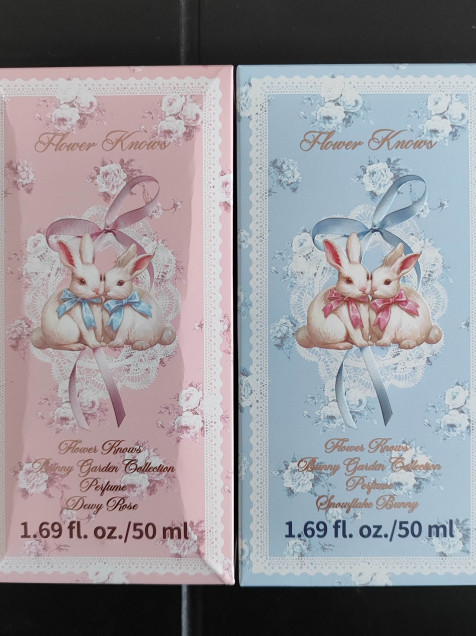 Flower Knows
Flower Knows
Bunny Garden Collection
Perfume
Dewy Rose
1.69 fl. oz./50 ml
Flower Knows
Flower Knows
Bunny Garden Collection
Perfume
Snowflake Bunny
1.69 fl. oz./50 ml